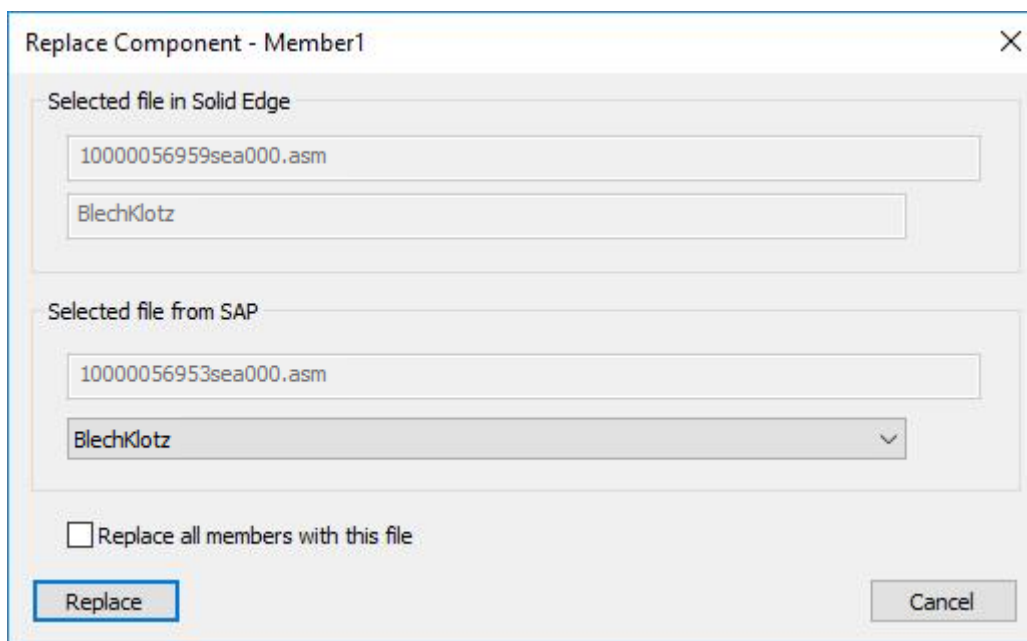 Replace Component - Member1
Selected file in Solid Edge
10000056959sea000.asm
BlechKlotz
Selected file from SAP
10000056953sea000.asm
BlechKlotz
Replace all members with this file
Replace
Cancel